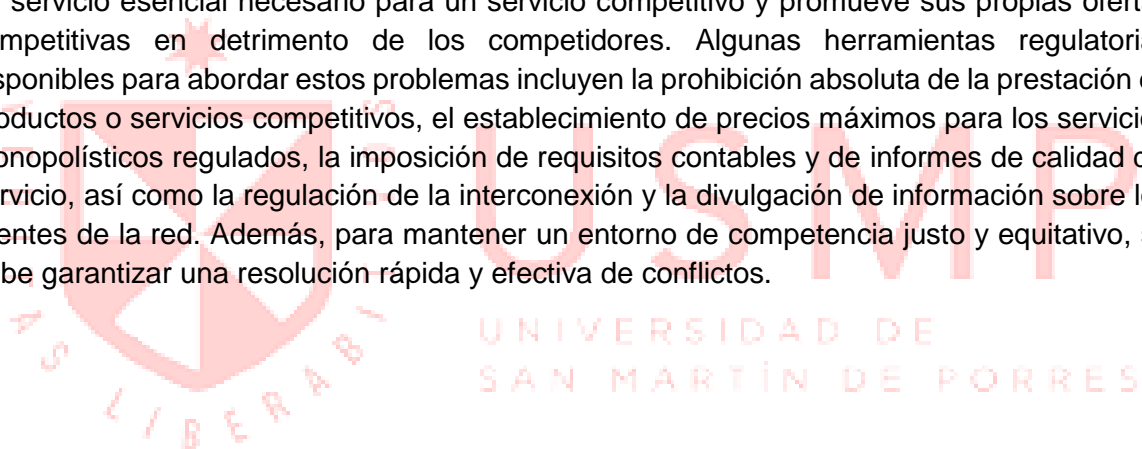 servicio esencial necesario para un servicio competitivo y promueve sus propias ofert
mpetitivas en detrimento de los competidores. Algunas herramientas regulatori
sponibles para abordar estos problemas incluyen la prohibición absoluta de la prestación
oductos o servicios competitivos, el establecimiento de precios máximos para los servici
onopolísticos regulados, la imposición de requisitos contables y de informes de calidad d
rvicio, así como la regulación de la interconexión y la divulgación de información sobre l
ientes de la red. Además, para mantener un entorno de competencia justo y equitativo, s
be garantizar una resolución rápida y efectiva de conflictos.
USMP
UNIVERSIDAD DE
SAN MARTÍN DE PORRES
LIBERABIT